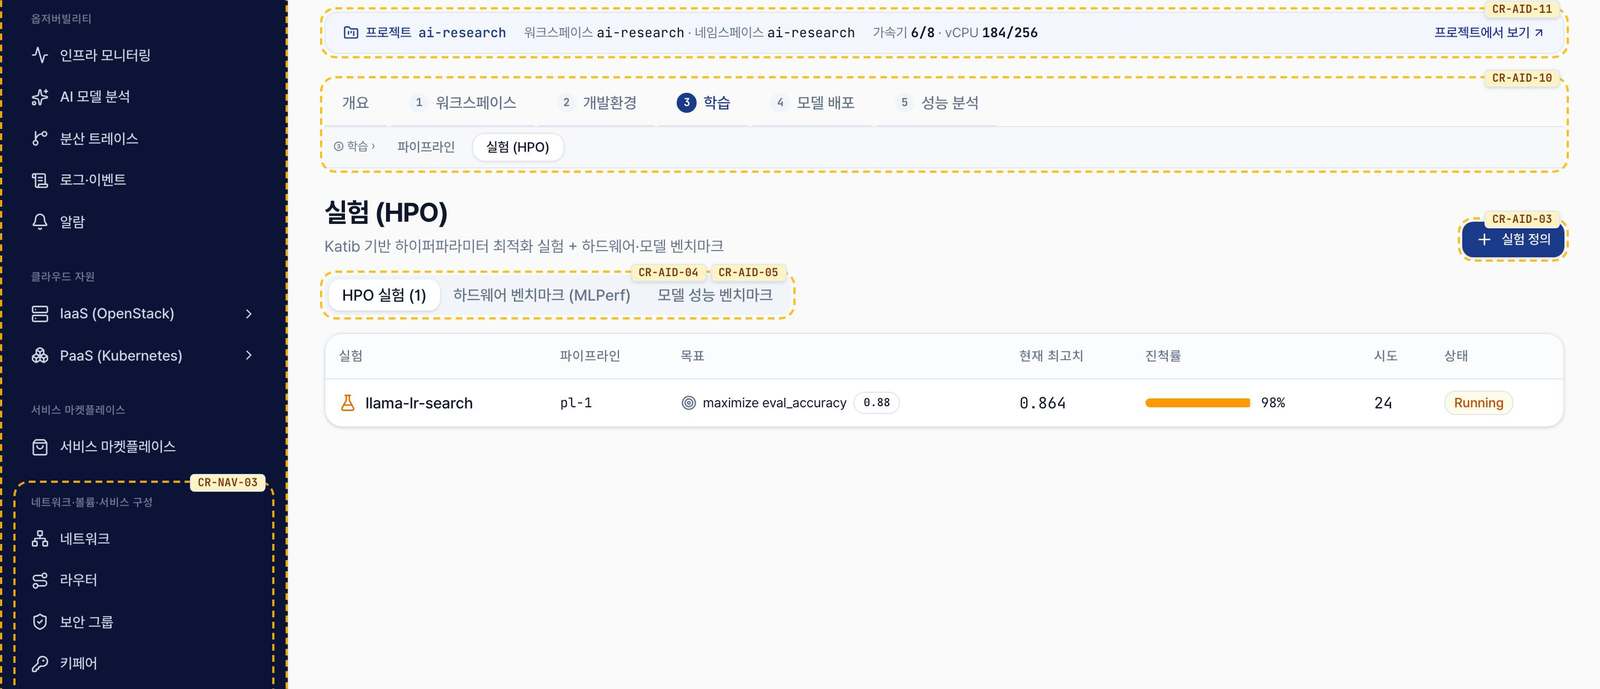 옵저버빌리티
인프라 모니터링
AI 모델 분석
분산 트레이스
로그·이벤트
알람
클라우드 자원
IaaS (OpenStack)
PaaS (Kubernetes)
서비스 마켓플레이스
서비스 마켓플레이스
CR-NAV-03
네트워크·볼륨·서비스 구성
네트워크
라우터
보안 그룹
키페어
CR-AID-11
프로젝트 ai-research 워크스페이스 ai-research · 네임스페이스 ai-research 가속기 6/8 · vCPU 184/256 프로젝트에서 보기
CR-AID-10
개요 1 워크스페이스 2 개발환경 3 학습 4 모델 배포 5 성능 분석
③ 학습 › 파이프라인 실험 (HPO)
실험 (HPO)
Katib 기반 하이퍼파라미터 최적화 실험 + 하드웨어·모델 벤치마크
CR-AID-03
+ 실험 정의
CR-AID-04 CR-AID-05
HPO 실험 (1) 하드웨어 벤치마크 (MLPerf) 모델 성능 벤치마크
실험 파이프라인 목표 현재 최고치 진척률 시도 상태
llama-lr-search pl-1 maximize eval_accuracy 0.88 0.864 98% 24 Running